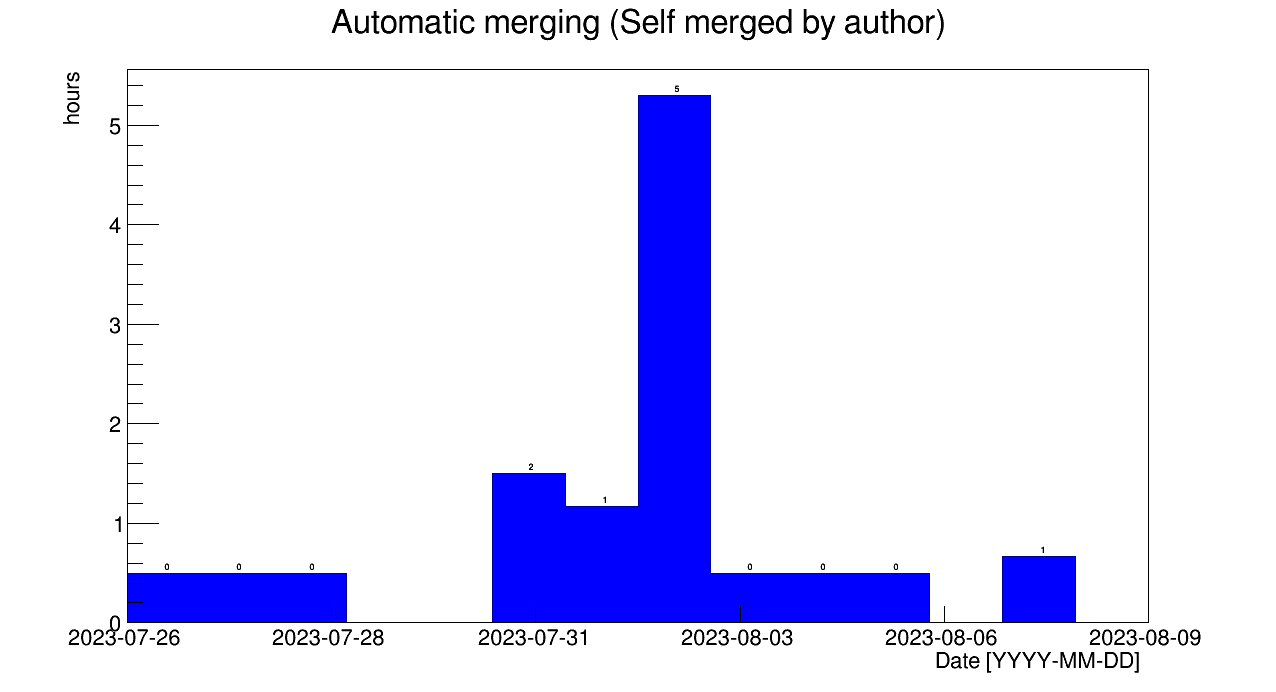 Automatic merging (Self merged by author)
hours
5
5
4
3
2
2
1
1
1
0 0 0 0 0 0
0
2023-07-26 2023-07-28 2023-07-31 2023-08-03 2023-08-06 2023-08-09
Date [YYYY-MM-DD]